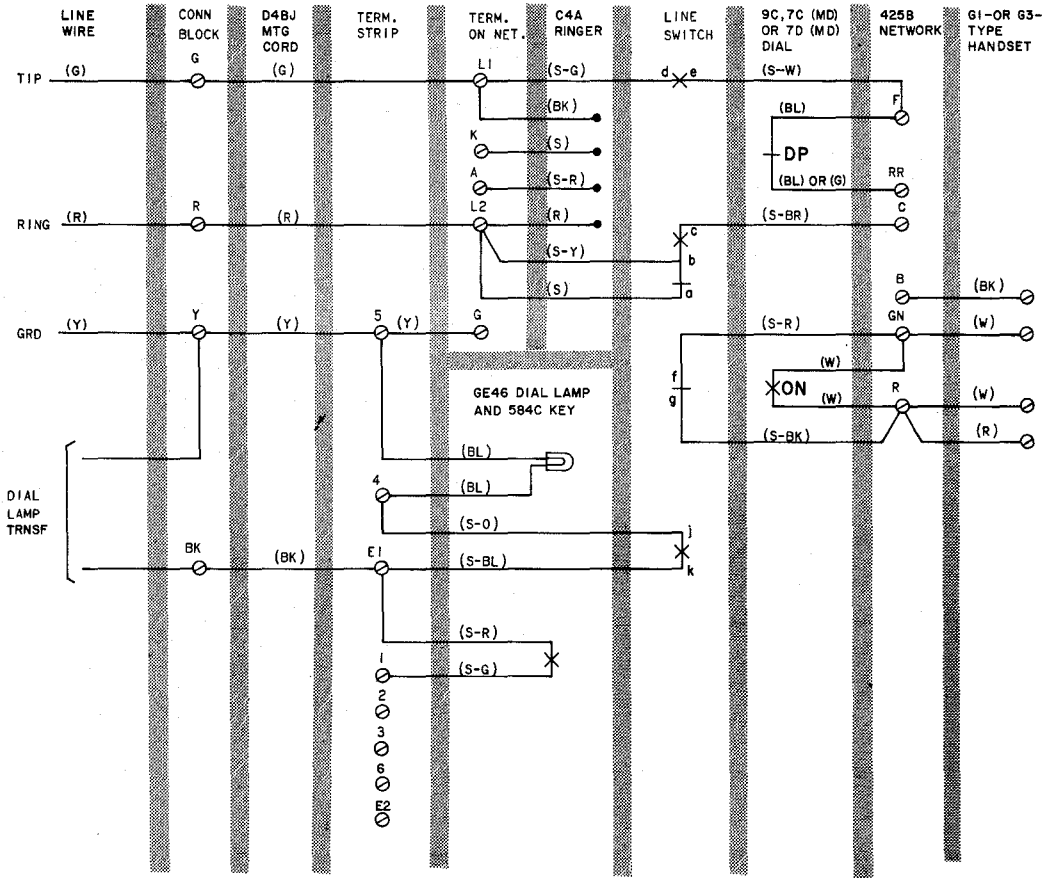 LINE WIRE
CONN BLOCK
D4BJ MTG CORD
TERM. STRIP
TERM. ON NET.
C4A RINGER
LINE SWITCH
9C, 7C (MD) OR 7D (MD) DIAL
425B NETWORK
G1-OR G3-TYPE HANDSET
TIP (G) G (G) L1 (S-G) d e (S-W)
F
(BK) (BL)
K (S) DP
A (S-R) (BL) OR (G) RR
RING (R) R (R) L2 (R) c (S-BR) C
(S-Y) b
(S) a
B (BK)
GRD (Y) Y (Y) 5 (Y) G (S-R) GN (W)
(W)
f
g
ON
(W) R (W)
(S-BK) (R)
GE46 DIAL LAMP
AND 584C KEY
(BL)
4 (BL)
DIAL
LAMP
TRNSF
(S-O) j
BK (BK) E1 (S-BL) k
(S-R)
1 (S-G)
2
3
6
E2